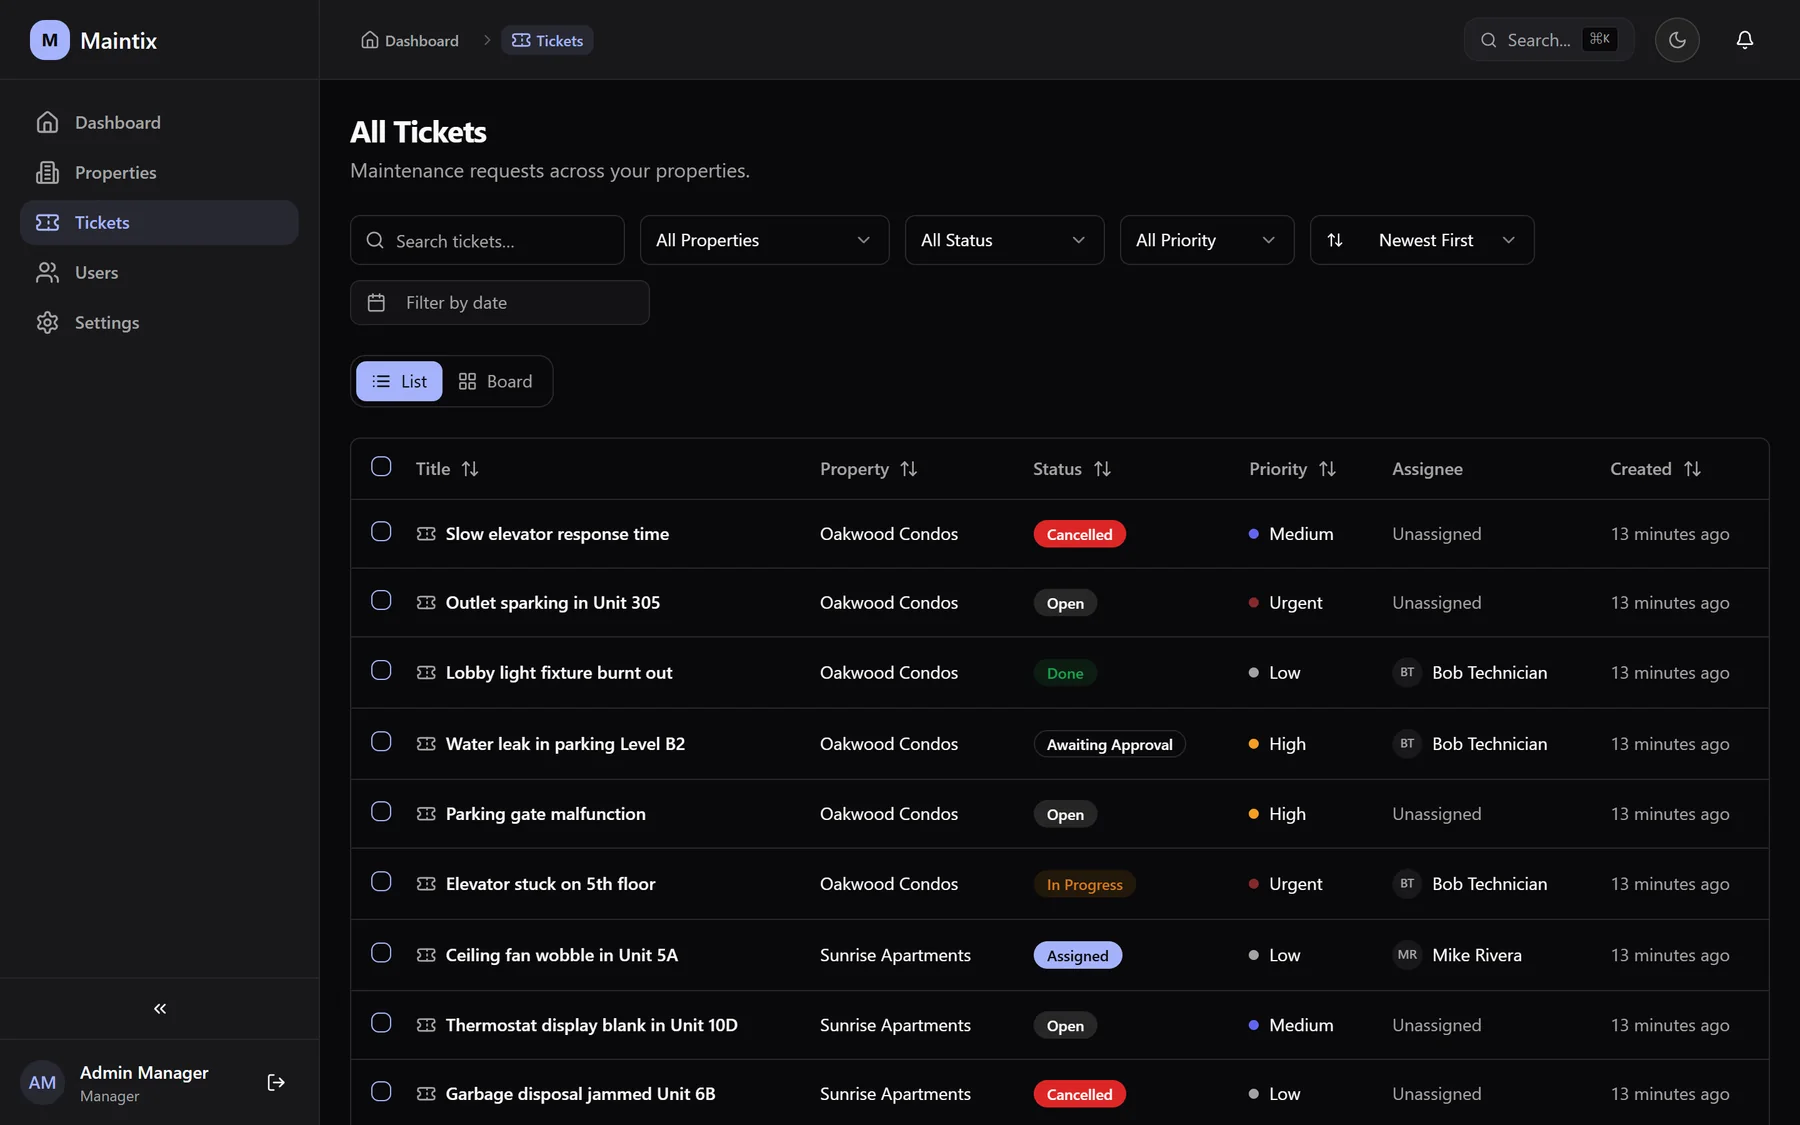 M Maintix
Dashboard
Tickets
Search... ⌘K
Dashboard
Properties
Tickets
Users
Settings
AM
Admin Manager
Manager
All Tickets
Maintenance requests across your properties.
Search tickets...
All Properties
All Status
All Priority
Newest First
Filter by date
List
Board
Title Property Status Priority Assignee Created
Slow elevator response time Oakwood Condos Cancelled Medium Unassigned 13 minutes ago
Outlet sparking in Unit 305 Oakwood Condos Open Urgent Unassigned 13 minutes ago
Lobby light fixture burnt out Oakwood Condos Done Low BT Bob Technician 13 minutes ago
Water leak in parking Level B2 Oakwood Condos Awaiting Approval High BT Bob Technician 13 minutes ago
Parking gate malfunction Oakwood Condos Open High Unassigned 13 minutes ago
Elevator stuck on 5th floor Oakwood Condos In Progress Urgent BT Bob Technician 13 minutes ago
Ceiling fan wobble in Unit 5A Sunrise Apartments Assigned Low MR Mike Rivera 13 minutes ago
Thermostat display blank in Unit 10D Sunrise Apartments Open Medium Unassigned 13 minutes ago
Garbage disposal jammed Unit 6B Sunrise Apartments Cancelled Low Unassigned 13 minutes ago